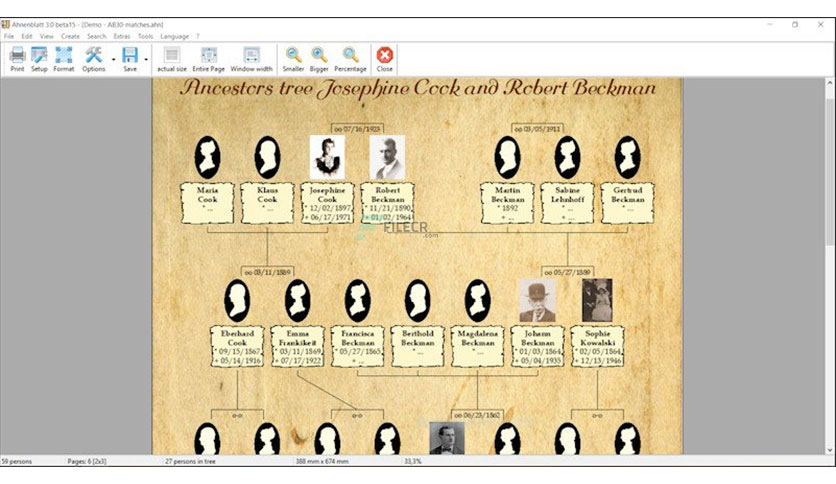 Ahnenblatt 3.0 beta15 - [Demo - AB30-matches.ahn]
File Edit View Create Search Extras Tools Language ?
Print Setup Format Options Save actual size Entire Page Window width Smaller Bigger Percentage Close
Ancestors tree Josephine Cook and Robert Beckman
oo 07/16/1923 oo 03/05/1911
Maria Cook * ...
Klaus Cook * ...
Josephine Cook * 12/02/1897 + 06/17/1971
Robert Beckman * 11/21/1890 + 01/02/1964
Martin Beckman * 1892 + ...
Sabine Lehnhoff * ... + ...
Gertrud Beckman * ...
FILECR
.com
oo 03/11/1889 oo 05/27/1889
Eberhard Cook * 09/15/1867 + 05/14/1916
Emma Frankikeit * 03/11/1869 + 07/17/1922
Francisca Beckman * 05/27/1865 + ...
Berthold Beckman * ...
Magdalena Beckman * ...
Johann Beckman * 01/03/1864 + 05/04/1935
Sophie Kowalski * 02/05/1864 + 12/13/1946
o-o oo 06/23/1862 o-o
59 persons Pages: 6 [2x3] 27 persons in tree 388 mm x 674 mm 33,3%